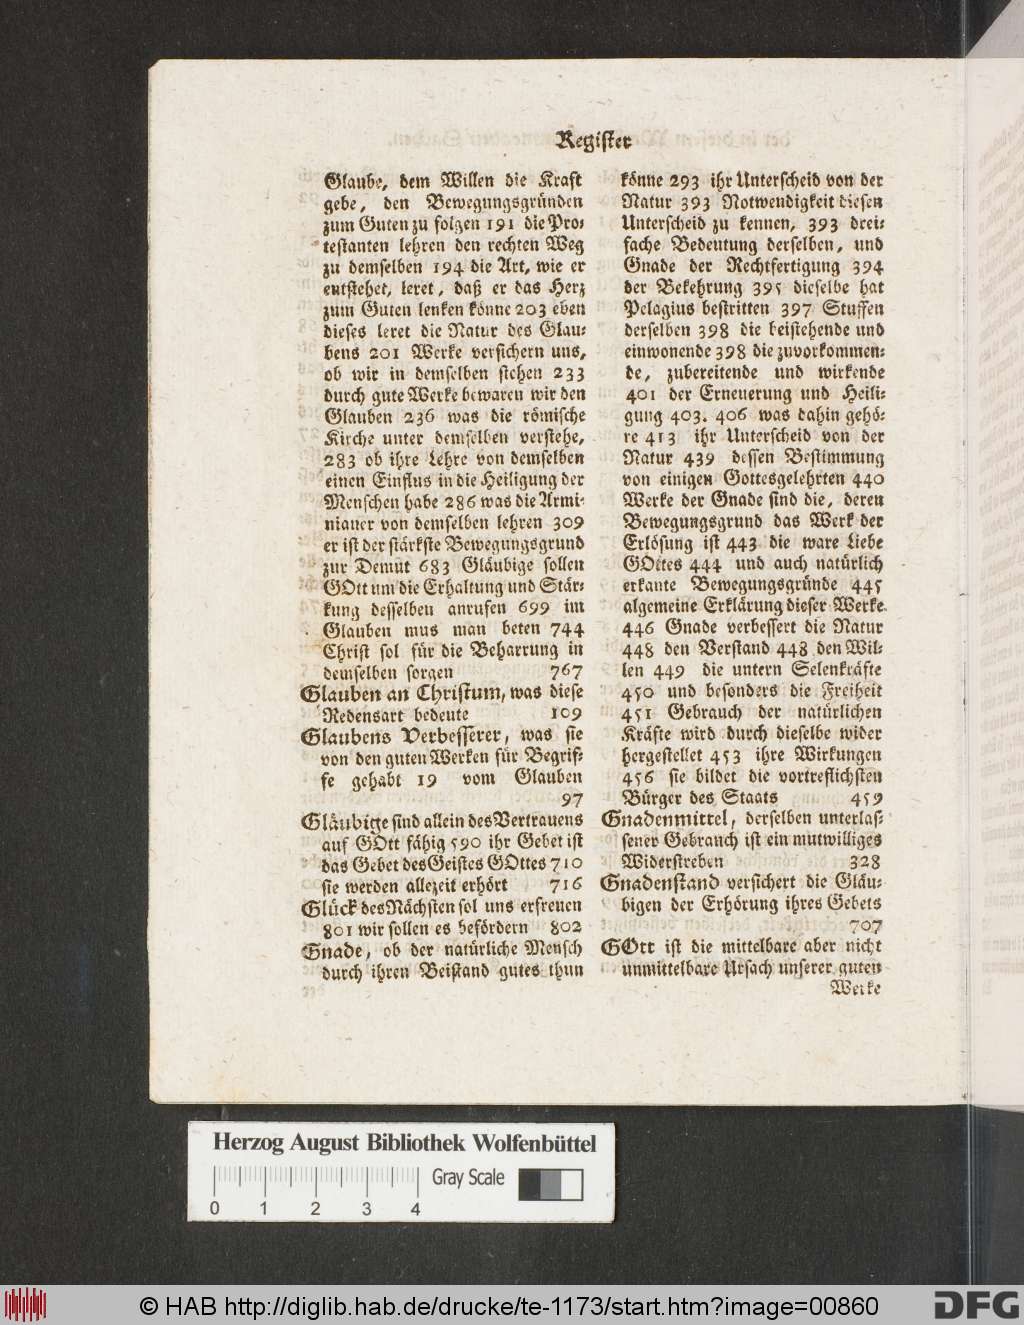 Register
Glaube, dem Willen die Kraft
gebe, den Bewegungsgründen
zum Guten zu folgen 191 die Pro-
testanten lehren den rechten Weg
zu demselben 194 die Art, wie er
entstehet, leret, daß er das Herz
zum Guten lenken könne 203 eben
dieses leret die Natur des Glau-
bens 201 Werke versichern uns,
ob wir in demselben stehen 233
durch gute Werke bewaren wir den
Glauben 236 was die römische
Kirche unter demselben verstehe,
283 ob ihre Lehre von demselben
einen Einflus in die Heiligung der
Menschen habe 286 was die Armi-
nianer von demselben lehren 309
er ist der stärkste Bewegungsgrund
zur Demut 683 Gläubige sollen
GOtt um die Erhaltung und Stär-
kung desselben anrufen 699 im
Glauben mus man beten 744
Christ sol für die Beharrung in
demselben sorgen 767
Glauben an Christum, was diese
Redensart bedeute 109
Glaubens Verbesserer, was sie
von den guten Werken für Begrif-
fe gehabt 19 vom Glauben
97
Gläubige sind allein des Vertrauens
auf GOtt fähig 590 ihr Gebet ist
das Gebet des Geistes GOttes 710
sie werden allezeit erhört 716
Glück des Nächsten sol uns erfreuen
801 wir sollen es befördern 802
Gnade, ob der natürliche Mensch
durch ihren Beistand gutes thun
könne 293 ihr Unterscheid von der
Natur 393 Notwendigkeit diesen
Unterscheid zu kennen, 393 drei-
fache Bedeutung derselben, und
Gnade der Rechtfertigung 394
der Bekehrung 395 dieselbe hat
Pelagius bestritten 397 Stuffen
derselben 398 die beistehende und
einwonende 398 die zuvorkommen-
de, zubereitende und wirkende
401 der Erneuerung und Heili-
gung 403. 406 was dahin gehö-
re 413 ihr Unterscheid von der
Natur 439 dessen Bestimmung
von einigen Gottesgelehrten 440
Werke der Gnade sind die, deren
Bewegungsgrund das Werk der
Erlösung ist 443 die ware Liebe
GOttes 444 und auch natürlich
erkante Bewegungsgründe 445
algemeine Erklärung dieser Werke
446 Gnade verbessert die Natur
448 den Verstand 448 den Wil-
len 449 die untern Selenkräfte
450 und besonders die Freiheit
451 Gebrauch der natürlichen
Kräfte wird durch dieselbe wider
hergestellet 453 ihre Wirkungen
456 sie bildet die vortreflichsten
Bürger des Staats 459
Gnadenmittel, derselben unterlas-
sener Gebrauch ist ein mutwilliges
Widerstreben 328
Gnadenstand versichert die Gläu-
bigen der Erhörung ihres Gebets
707
GOtt ist die mittelbare aber nicht
unmittelbare Ursach unserer guten
Werke
Herzog August Bibliothek Wolfenbüttel
Gray Scale
0 1 2 3 4
© HAB http://diglib.hab.de/drucke/te-1173/start.htm?image=00860
DFG